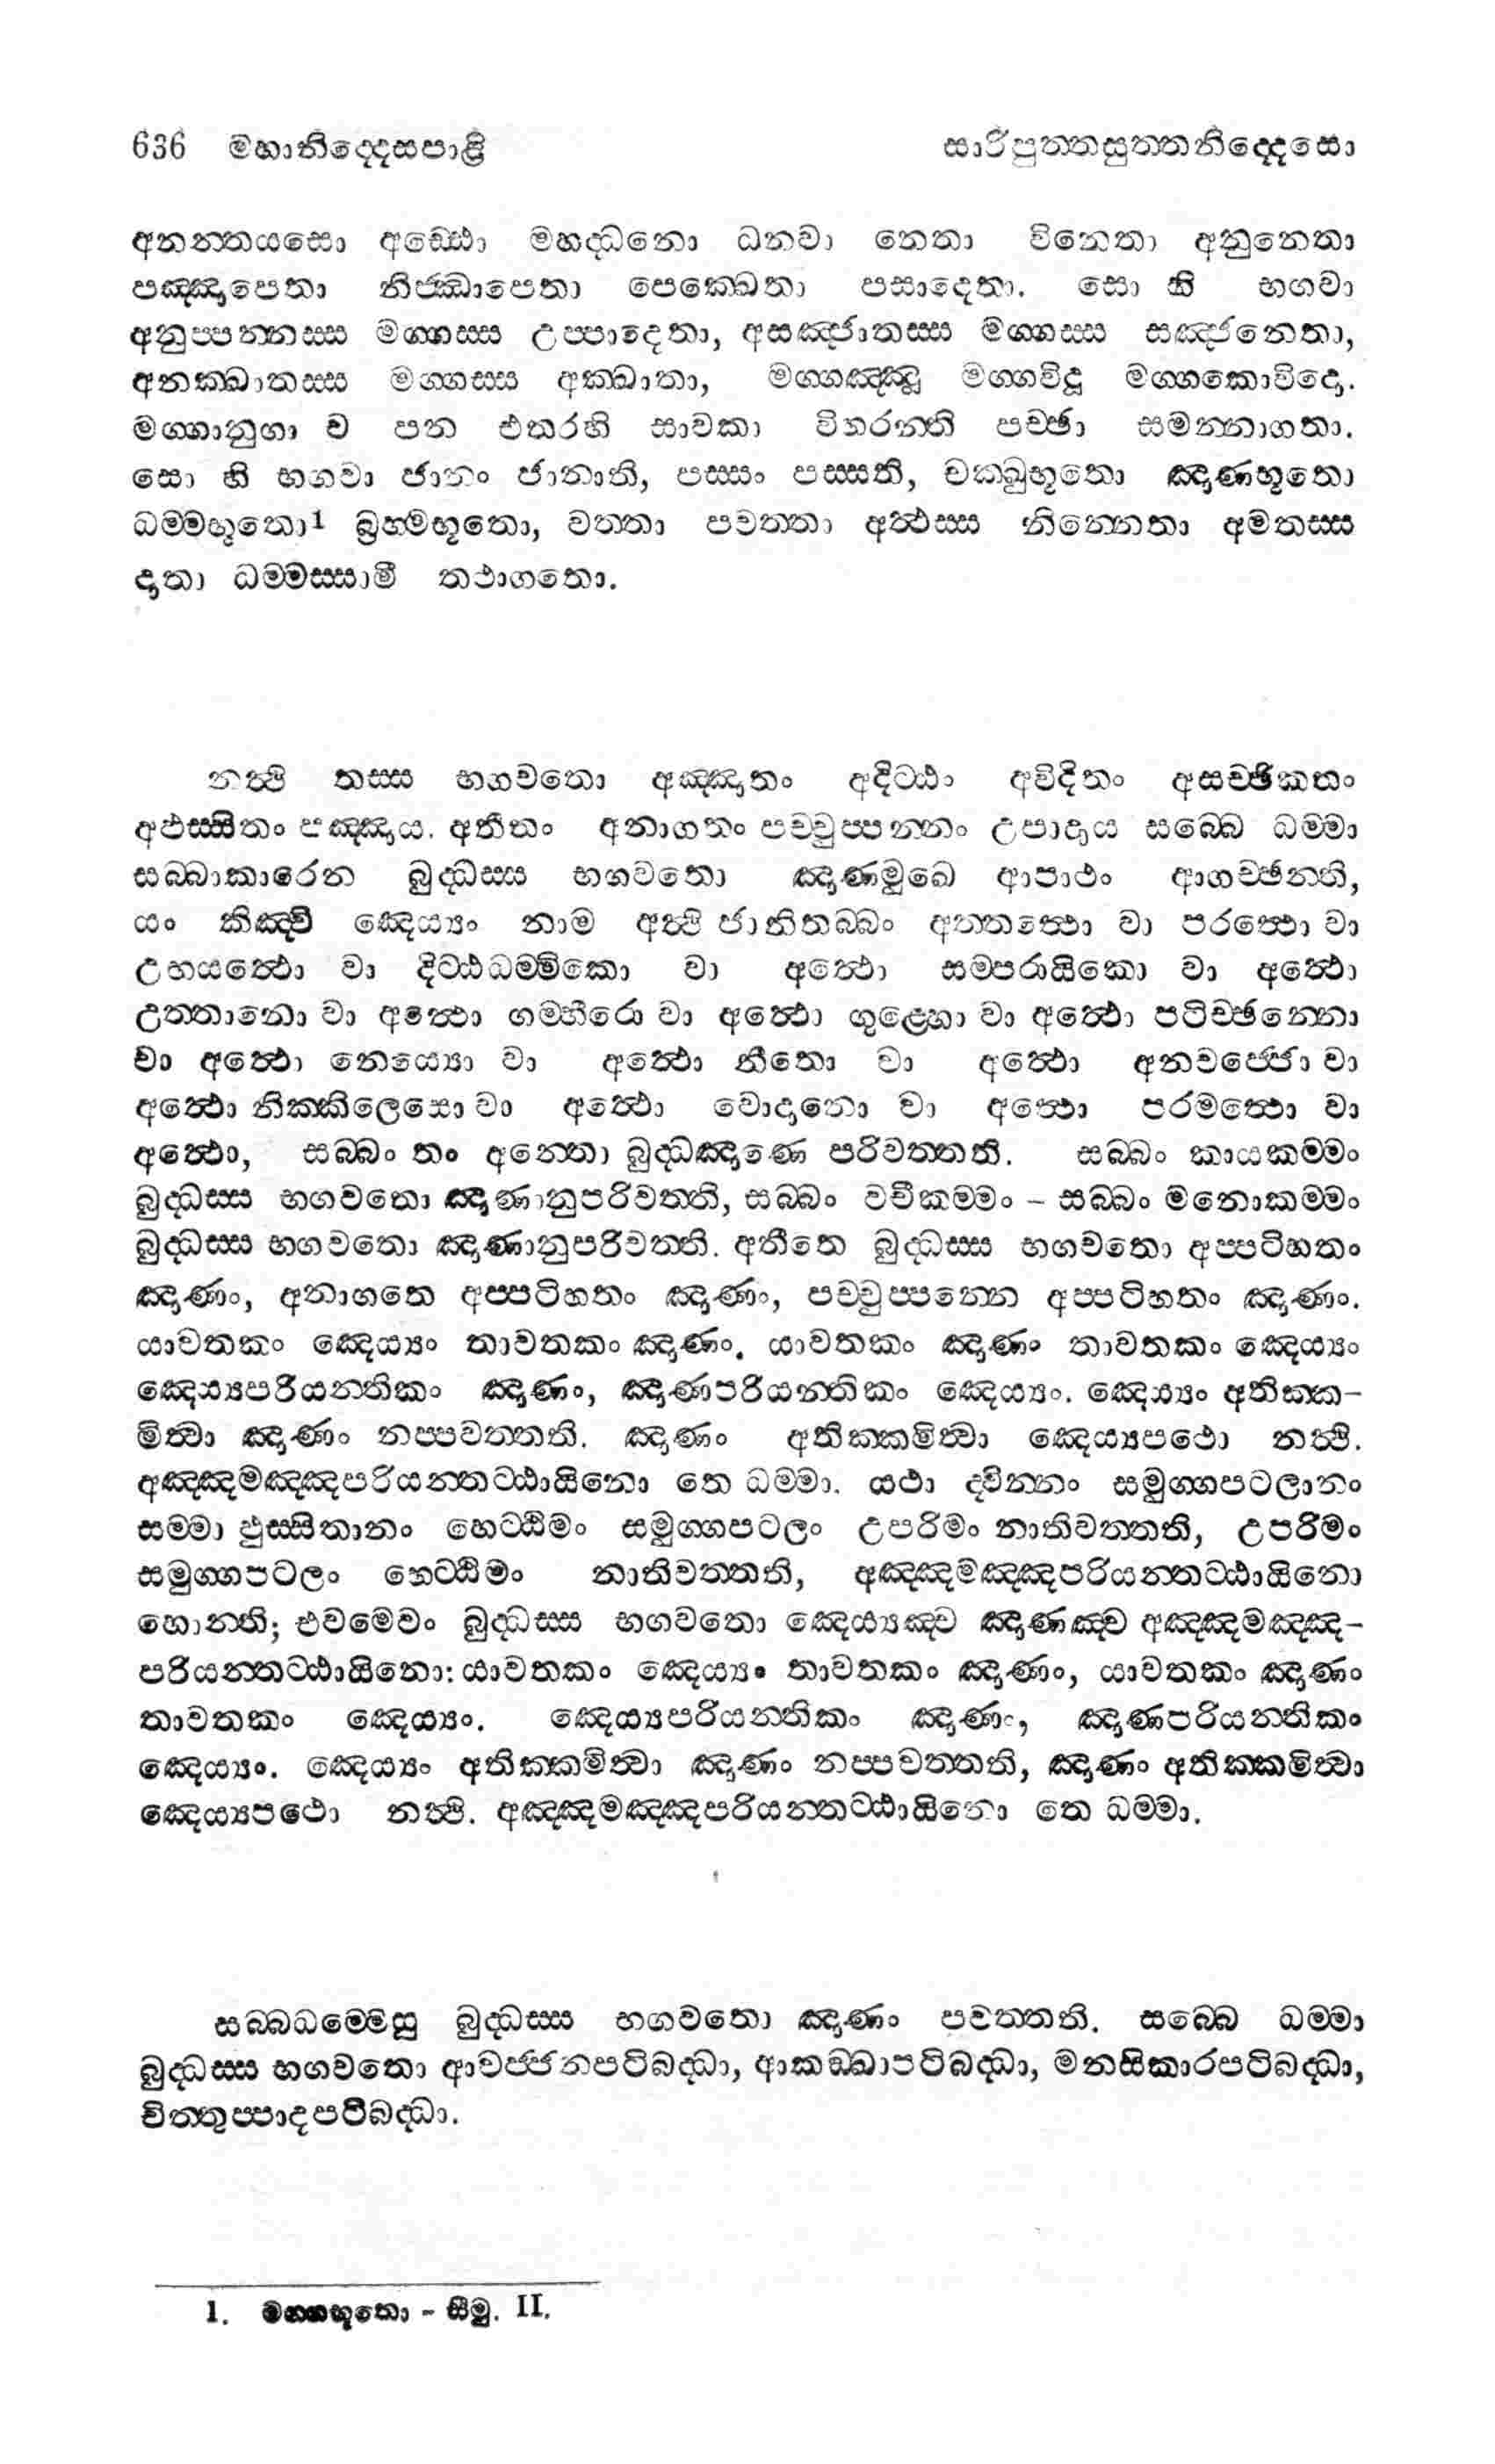 636 මහානිද්දෙසපාළි සාරිපුත්තසුත්තනිද්දෙසො
අනන්තයසො අඩ්ඪො මහද්ධනො ධනවා නෙතා විනෙතා අනුනෙතා
පඤ්ඤාපෙතා නිජ්ඣාපෙතා පෙක්ඛෙතා පසාදෙතා. සො හි භගවා
අනුප්පන්නස්ස මග්ගස්ස උප්පාදෙතා, අසඤ්ජාතස්ස මග්ගස්ස සඤ්ජනෙතා,
අනක්ඛාතස්ස මග්ගස්ස අක්ඛාතා, මග්ගඤ්ඤූ මග්ගවිදූ මග්ගකොවිදො.
මග්ගානුගා ච පන එතරහි සාවකා විහරන්ති පච්ඡා සමන්නාගතා.
සො හි භගවා ජානං ජානාති, පස්සං පස්සති, චක්ඛුභූතො ඤාණභූතො
ධම්මභූතො1 බ්‍රහ්මභූතො, වත්තා පවත්තා අත්ථස්ස නින්නෙතා අමතස්ස
දාතා ධම්මස්සාමී තථාගතො.
නත්ථි තස්ස භගවතො අඤ්ඤාතං අදිට්ඨං අවිදිතං අසච්ඡිකතං
අඵස්සිතං පඤ්ඤාය. අතීතං අනාගතං පච්චුප්පන්නං උපාදාය සබ්බෙ ධම්මා
සබ්බාකාරෙන බුද්ධස්ස භගවතො ඤාණමුඛෙ ආපාථං ආගච්ඡන්ති,
යං කිඤ්චි ඤෙය්‍යං නාම අත්ථි ජානිතබ්බං අත්තත්ථො වා පරත්ථො වා
උභයත්ථො වා දිට්ඨධම්මිකො වා අත්ථො සම්පරායිකො වා අත්ථො
උත්තානො වා අත්ථො ගම්භීරො වා අත්ථො ගූළ්හො වා අත්ථො පටිච්ඡන්නො
වා අත්ථො නෙය්‍යො වා අත්ථො නීතො වා අත්ථො අනවජ්ජො වා
අත්ථො නික්කිලෙසො වා අත්ථො වොදානො වා අත්ථො පරමත්ථො වා
අත්ථො, සබ්බං තං අන්තො බුද්ධඤාණෙ පරිවත්තති. සබ්බං කායකම්මං
බුද්ධස්ස භගවතො ඤාණානුපරිවත්ති, සබ්බං වචීකම්මං – සබ්බං මනොකම්මං
බුද්ධස්ස භගවතො ඤාණානුපරිවත්ති. අතීතෙ බුද්ධස්ස භගවතො අප්පටිහතං
ඤාණං, අනාගතෙ අප්පටිහතං ඤාණං, පච්චුප්පන්නෙ අප්පටිහතං ඤාණං.
යාවතකං ඤෙය්‍යං තාවතකං ඤාණං. යාවතකං ඤාණං තාවතකං ඤෙය්‍යං
ඤෙය්‍යපරියන්තිකං ඤාණං, ඤාණපරියන්තිකං ඤෙය්‍යං. ඤෙය්‍යං අතික්ක–
මිත්වා ඤාණං නප්පවත්තති. ඤාණං අතික්කමිත්වා ඤෙය්‍යපථො නත්ථි.
අඤ්ඤමඤ්ඤපරියන්තට්ඨායිනො තෙ ධම්මා. යථා ද්වින්නං සමුග්ගපටලානං
සම්මා ඵුස්සිතානං හෙට්ඨිමං සමුග්ගපටලං උපරිමං නාතිවත්තති, උපරිමං
සමුග්ගපටලං හෙට්ඨිමං නාතිවත්තති, අඤ්ඤමඤ්ඤපරියන්තට්ඨායිනො
හොන්ති; එවමෙවං බුද්ධස්ස භගවතො ඤෙය්‍යඤ්ච ඤාණඤ්ච අඤ්ඤමඤ්ඤ–
පරියන්තට්ඨායිනො: යාවතකං ඤෙය්‍යං තාවතකං ඤාණං, යාවතකං ඤාණං
තාවතකං ඤෙය්‍යං. ඤෙය්‍යපරියන්තිකං ඤාණං, ඤාණපරියන්තිකං
ඤෙය්‍යං. ඤෙය්‍යං අතික්කමිත්වා ඤාණං නප්පවත්තති, ඤාණං අතික්කමිත්වා
ඤෙය්‍යපථො නත්ථි. අඤ්ඤමඤ්ඤපරියන්තට්ඨායිනො තෙ ධම්මා.
සබ්බධම්මෙසු බුද්ධස්ස භගවතො ඤාණං පවත්තති. සබ්බෙ ධම්මා
බුද්ධස්ස භගවතො ආවජ්ජනපටිබද්ධා, ආකඞ්ඛාපටිබද්ධා, මනසිකාරපටිබද්ධා,
චිත්තුප්පාදපටිබද්ධා.
1. මග්ගභූතො – සීමු. II.